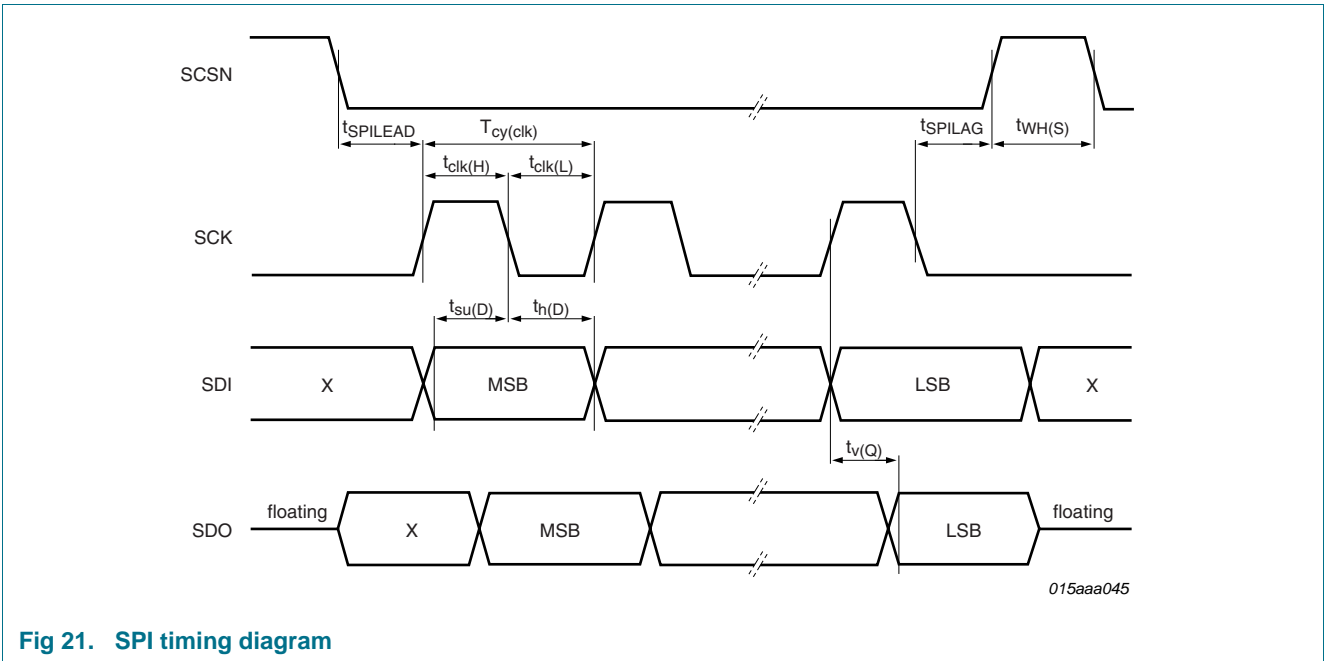 SCSN
tSPILEAD
Tcy(clk)
tSPILAG
tWH(S)
tclk(H)
tclk(L)
SCK
tsu(D)
th(D)
SDI
X
MSB
LSB
X
tv(Q)
SDO
floating
X
MSB
LSB
floating
015aaa045
Fig 21. SPI timing diagram